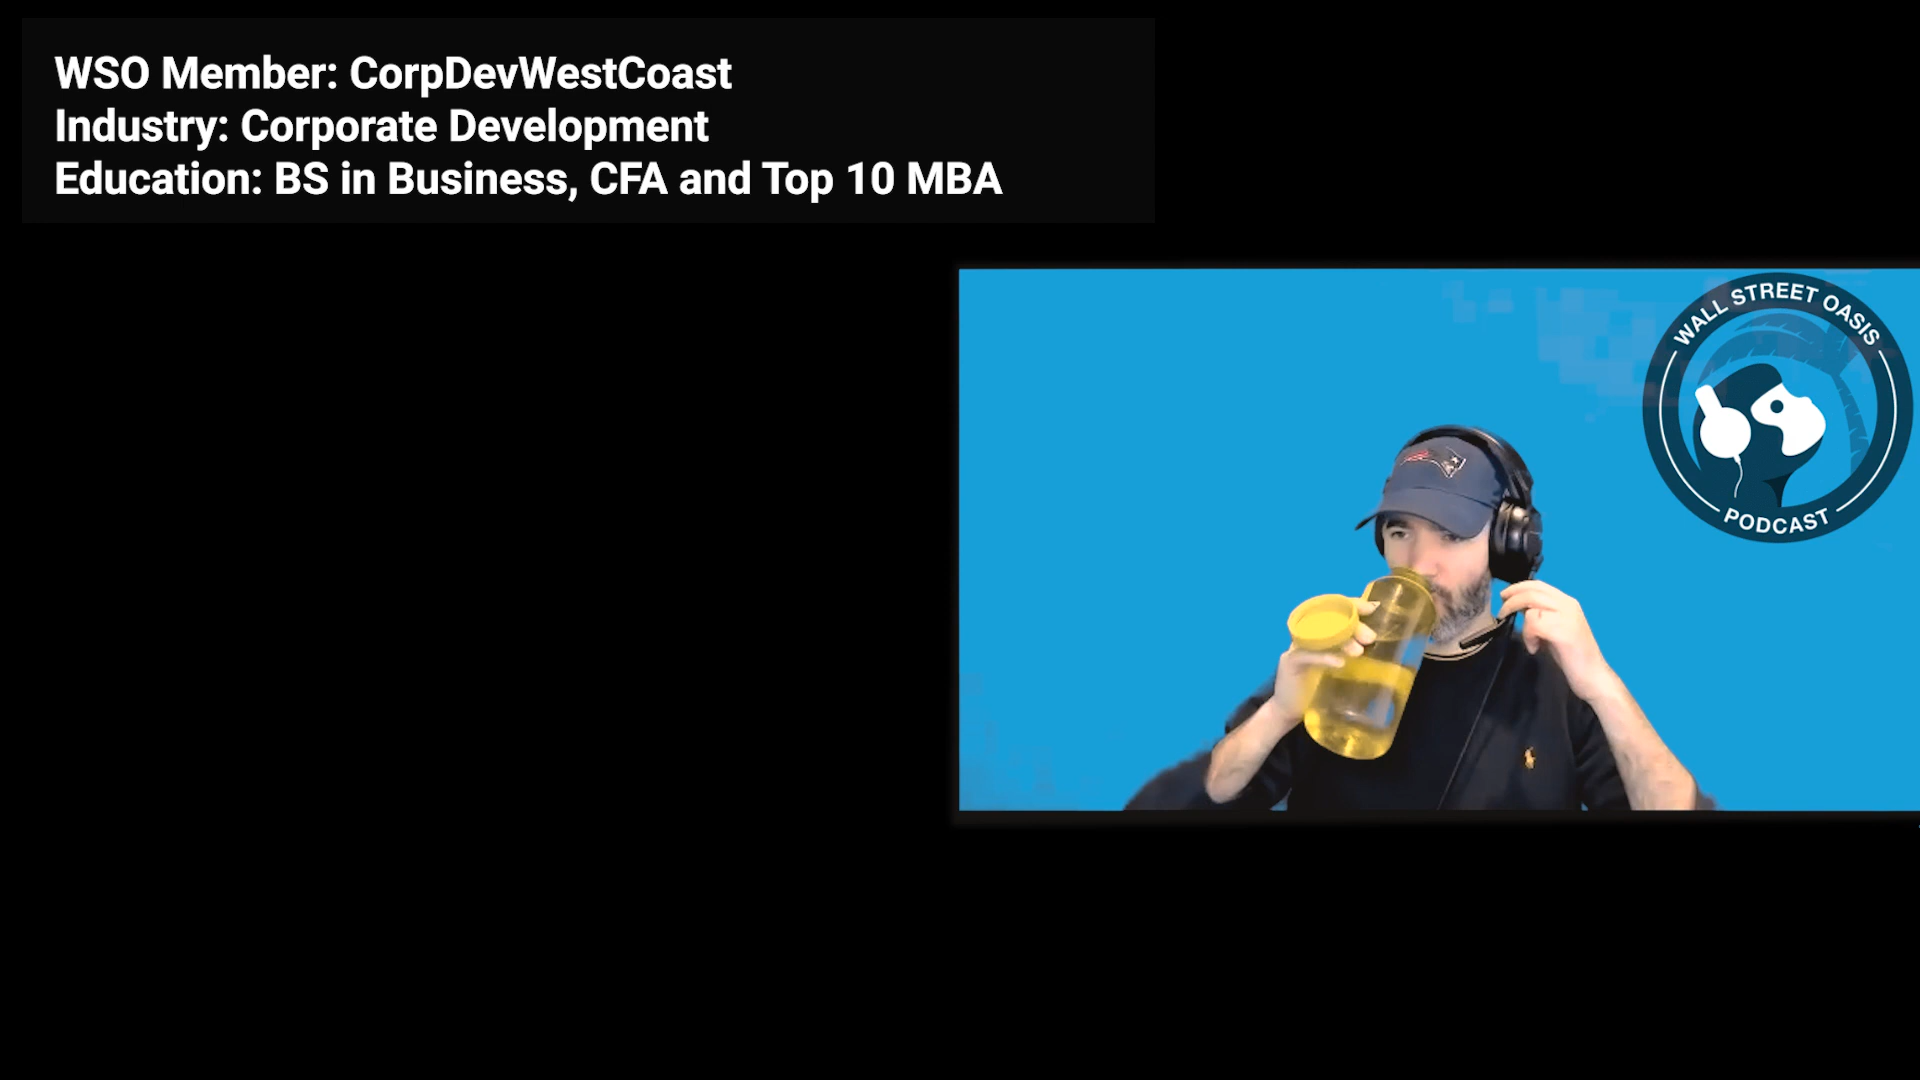 WSO Member: CorpDevWestCoast
Industry: Corporate Development
Education: BS in Business, CFA and Top 10 MBA
WALL STREET OASIS
PODCAST